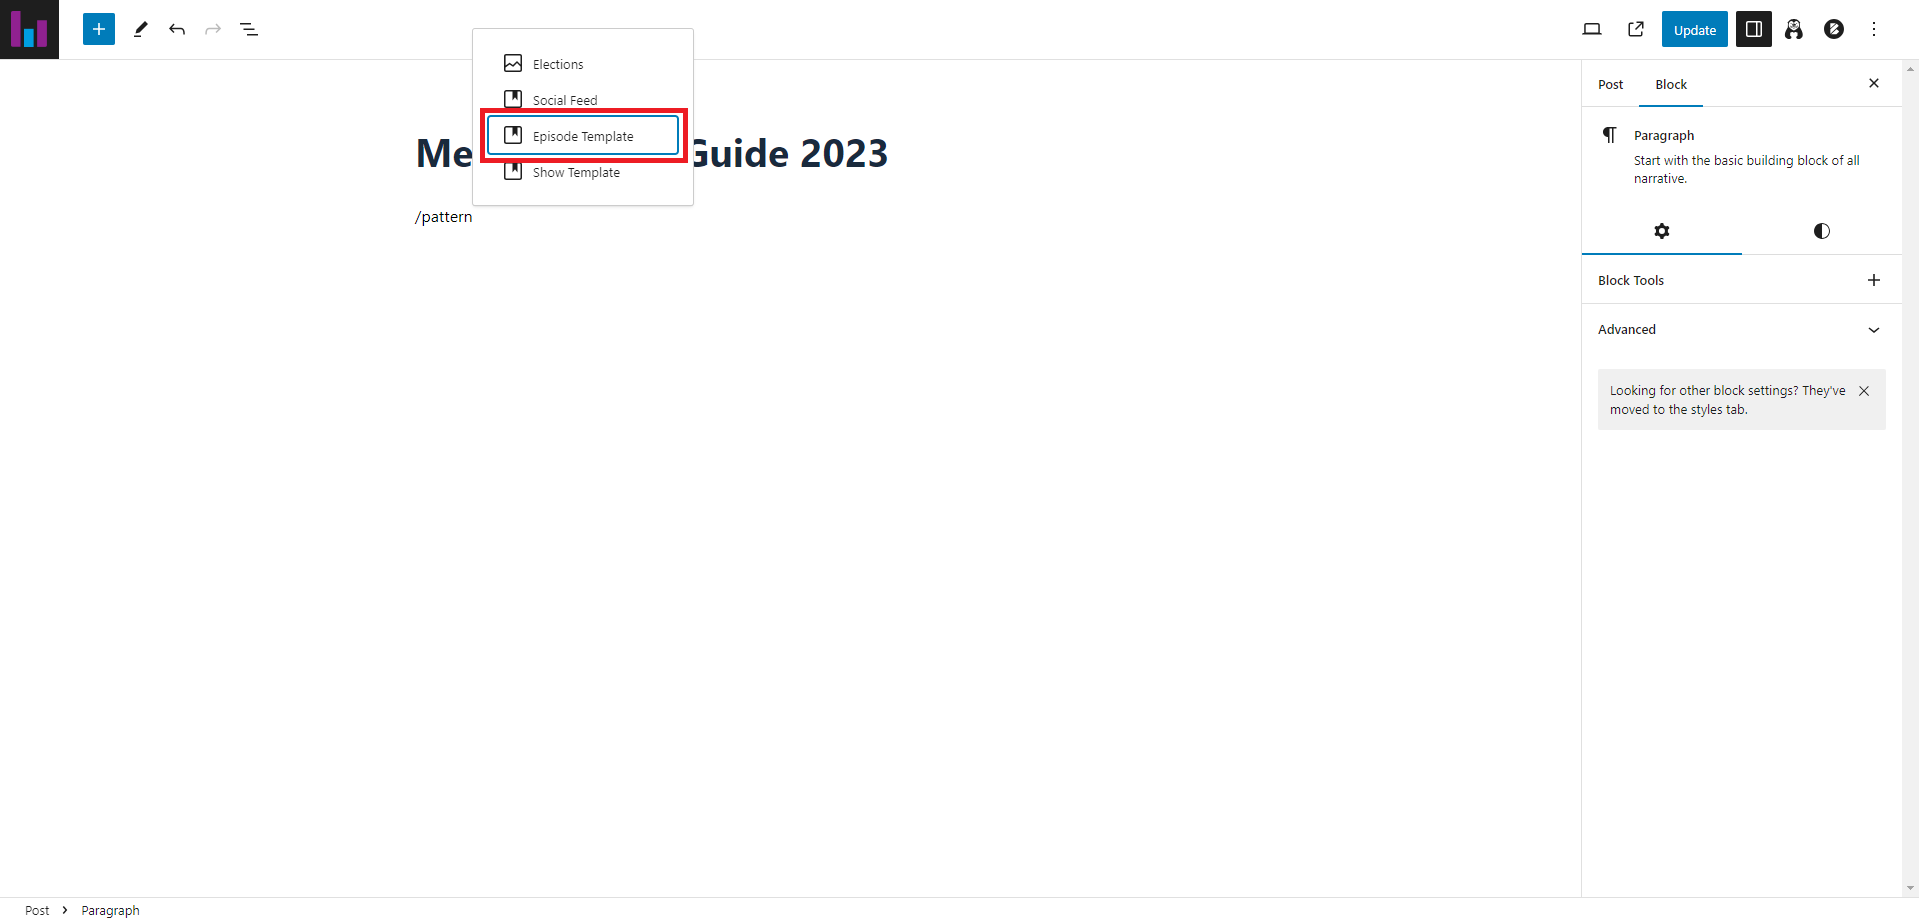 Update
Elections
Social Feed
Episode Template
Show Template
Me
Guide 2023
/pattern
Post
Block
Paragraph
Start with the basic building block of all
narrative.
Block Tools
Advanced
Looking for other block settings? They've
moved to the styles tab.
Post
Paragraph